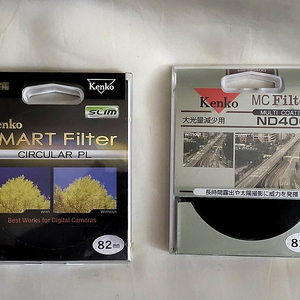 Kenko
SLIM
MART Filter
CIRCULAR PL
With
Without
Best Works for Digital Cameras
82mm
Kenko
MC Filt
MULTI COAT
大光量減少用
ND40
長時間露出や太陽撮影に威力を発揮